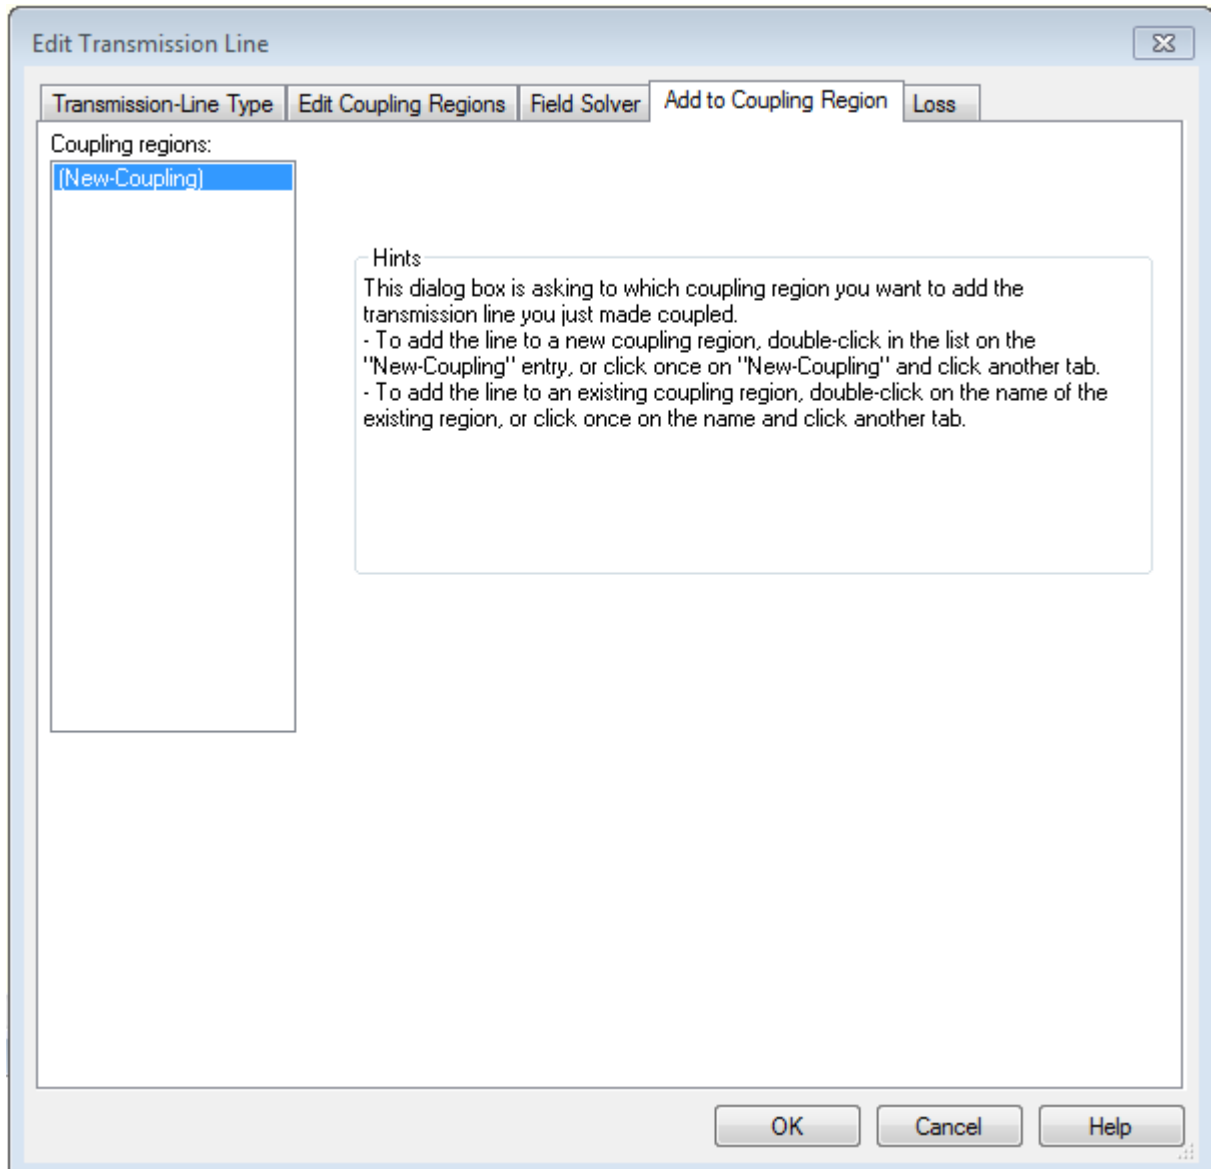 Edit Transmission Line
Transmission-Line Type
Edit Coupling Regions
Field Solver
Add to Coupling Region
Loss
Coupling regions:
(New-Coupling)
Hints
This dialog box is asking to which coupling region you want to add the
transmission line you just made coupled.
- To add the line to a new coupling region, double-click in the list on the
"New-Coupling" entry, or click once on "New-Coupling" and click another tab.
- To add the line to an existing coupling region, double-click on the name of the
existing region, or click once on the name and click another tab.
OK
Cancel
Help